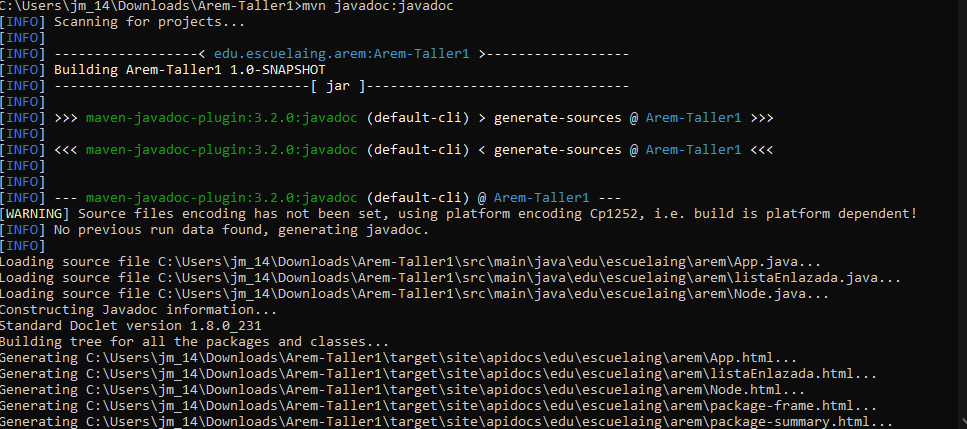 C:\Users\jm_14\Downloads\Arem-Taller1>mvn javadoc:javadoc
[INFO] Scanning for projects...
[INFO]
[INFO] ------------------< edu.escuelaing.arem:Arem-Taller1 >------------------
[INFO] Building Arem-Taller1 1.0-SNAPSHOT
[INFO] --------------------------------[ jar ]---------------------------------
[INFO]
[INFO] >>> maven-javadoc-plugin:3.2.0:javadoc (default-cli) > generate-sources @ Arem-Taller1 >>>
[INFO]
[INFO] <<< maven-javadoc-plugin:3.2.0:javadoc (default-cli) < generate-sources @ Arem-Taller1 <<<
[INFO]
[INFO]
[INFO] --- maven-javadoc-plugin:3.2.0:javadoc (default-cli) @ Arem-Taller1 ---
[WARNING] Source files encoding has not been set, using platform encoding Cp1252, i.e. build is platform dependent!
[INFO] No previous run data found, generating javadoc.
[INFO]
Loading source file C:\Users\jm_14\Downloads\Arem-Taller1\src\main\java\edu\escuelaing\arem\App.java...
Loading source file C:\Users\jm_14\Downloads\Arem-Taller1\src\main\java\edu\escuelaing\arem\listaEnlazada.java...
Loading source file C:\Users\jm_14\Downloads\Arem-Taller1\src\main\java\edu\escuelaing\arem\Node.java...
Constructing Javadoc information...
Standard Doclet version 1.8.0_231
Building tree for all the packages and classes...
Generating C:\Users\jm_14\Downloads\Arem-Taller1\target\site\apidocs\edu\escuelaing\arem\App.html...
Generating C:\Users\jm_14\Downloads\Arem-Taller1\target\site\apidocs\edu\escuelaing\arem\listaEnlazada.html...
Generating C:\Users\jm_14\Downloads\Arem-Taller1\target\site\apidocs\edu\escuelaing\arem\Node.html...
Generating C:\Users\jm_14\Downloads\Arem-Taller1\target\site\apidocs\edu\escuelaing\arem\package-frame.html...
Generating C:\Users\jm_14\Downloads\Arem-Taller1\target\site\apidocs\edu\escuelaing\arem\package-summary.html...